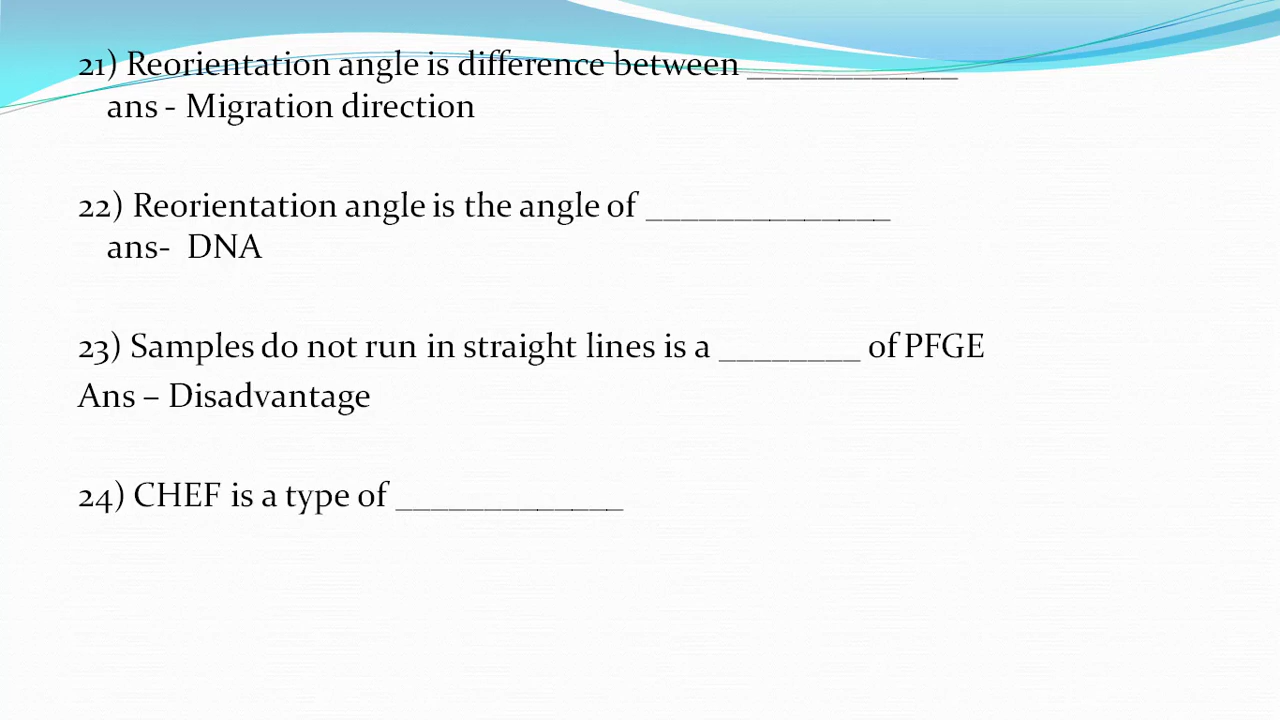 21) Reorientation angle is difference between ____________
ans - Migration direction
22) Reorientation angle is the angle of ______________
ans- DNA
23) Samples do not run in straight lines is a ________ of PFGE
Ans – Disadvantage
24) CHEF is a type of _____________